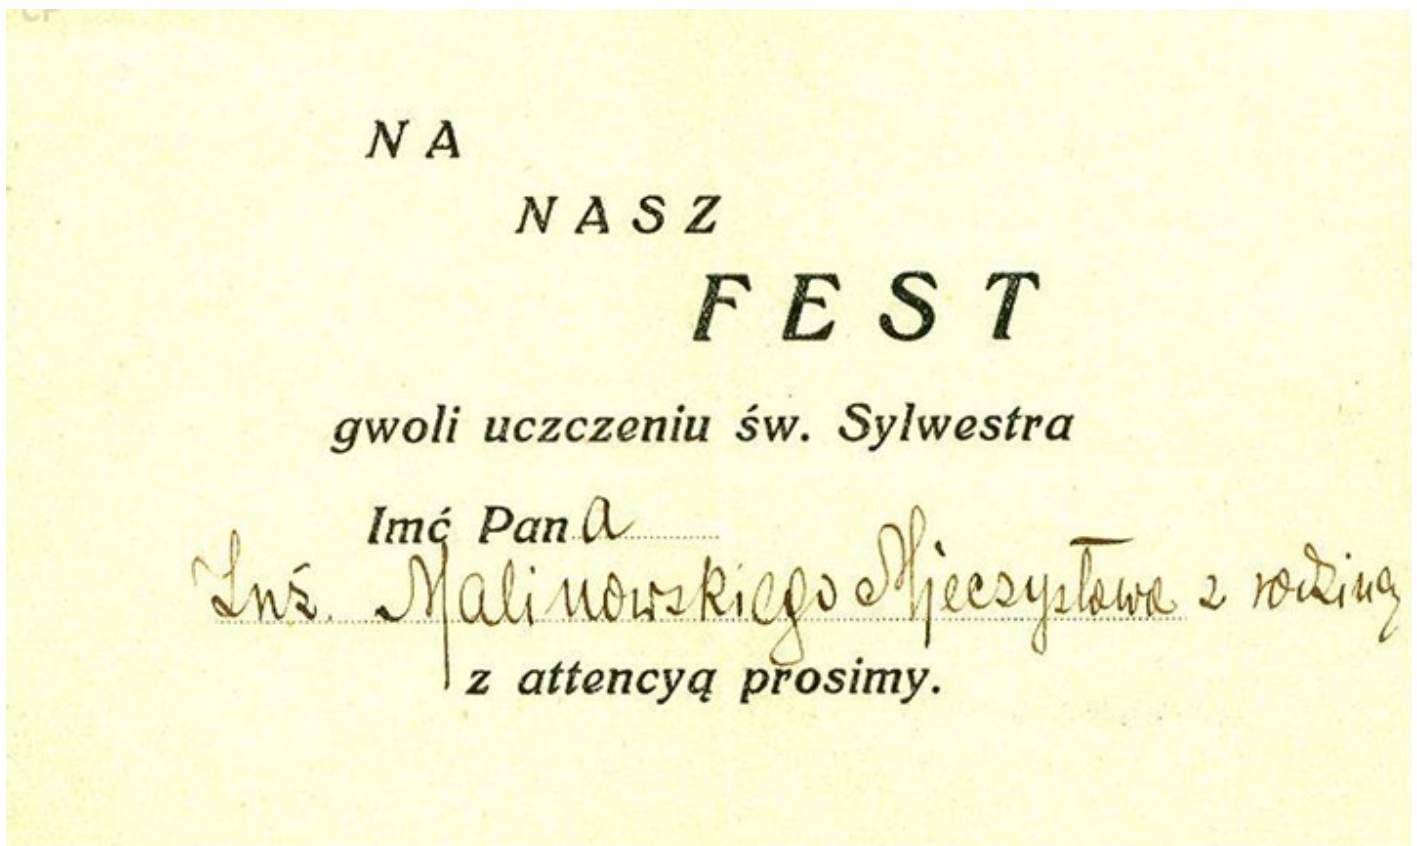 NA
NASZ
FEST
gwoli uczczeniu św. Sylwestra
Imć Pana
Inż. Malinowskiego Mieczysława z rodziną
z attencyą prosimy.